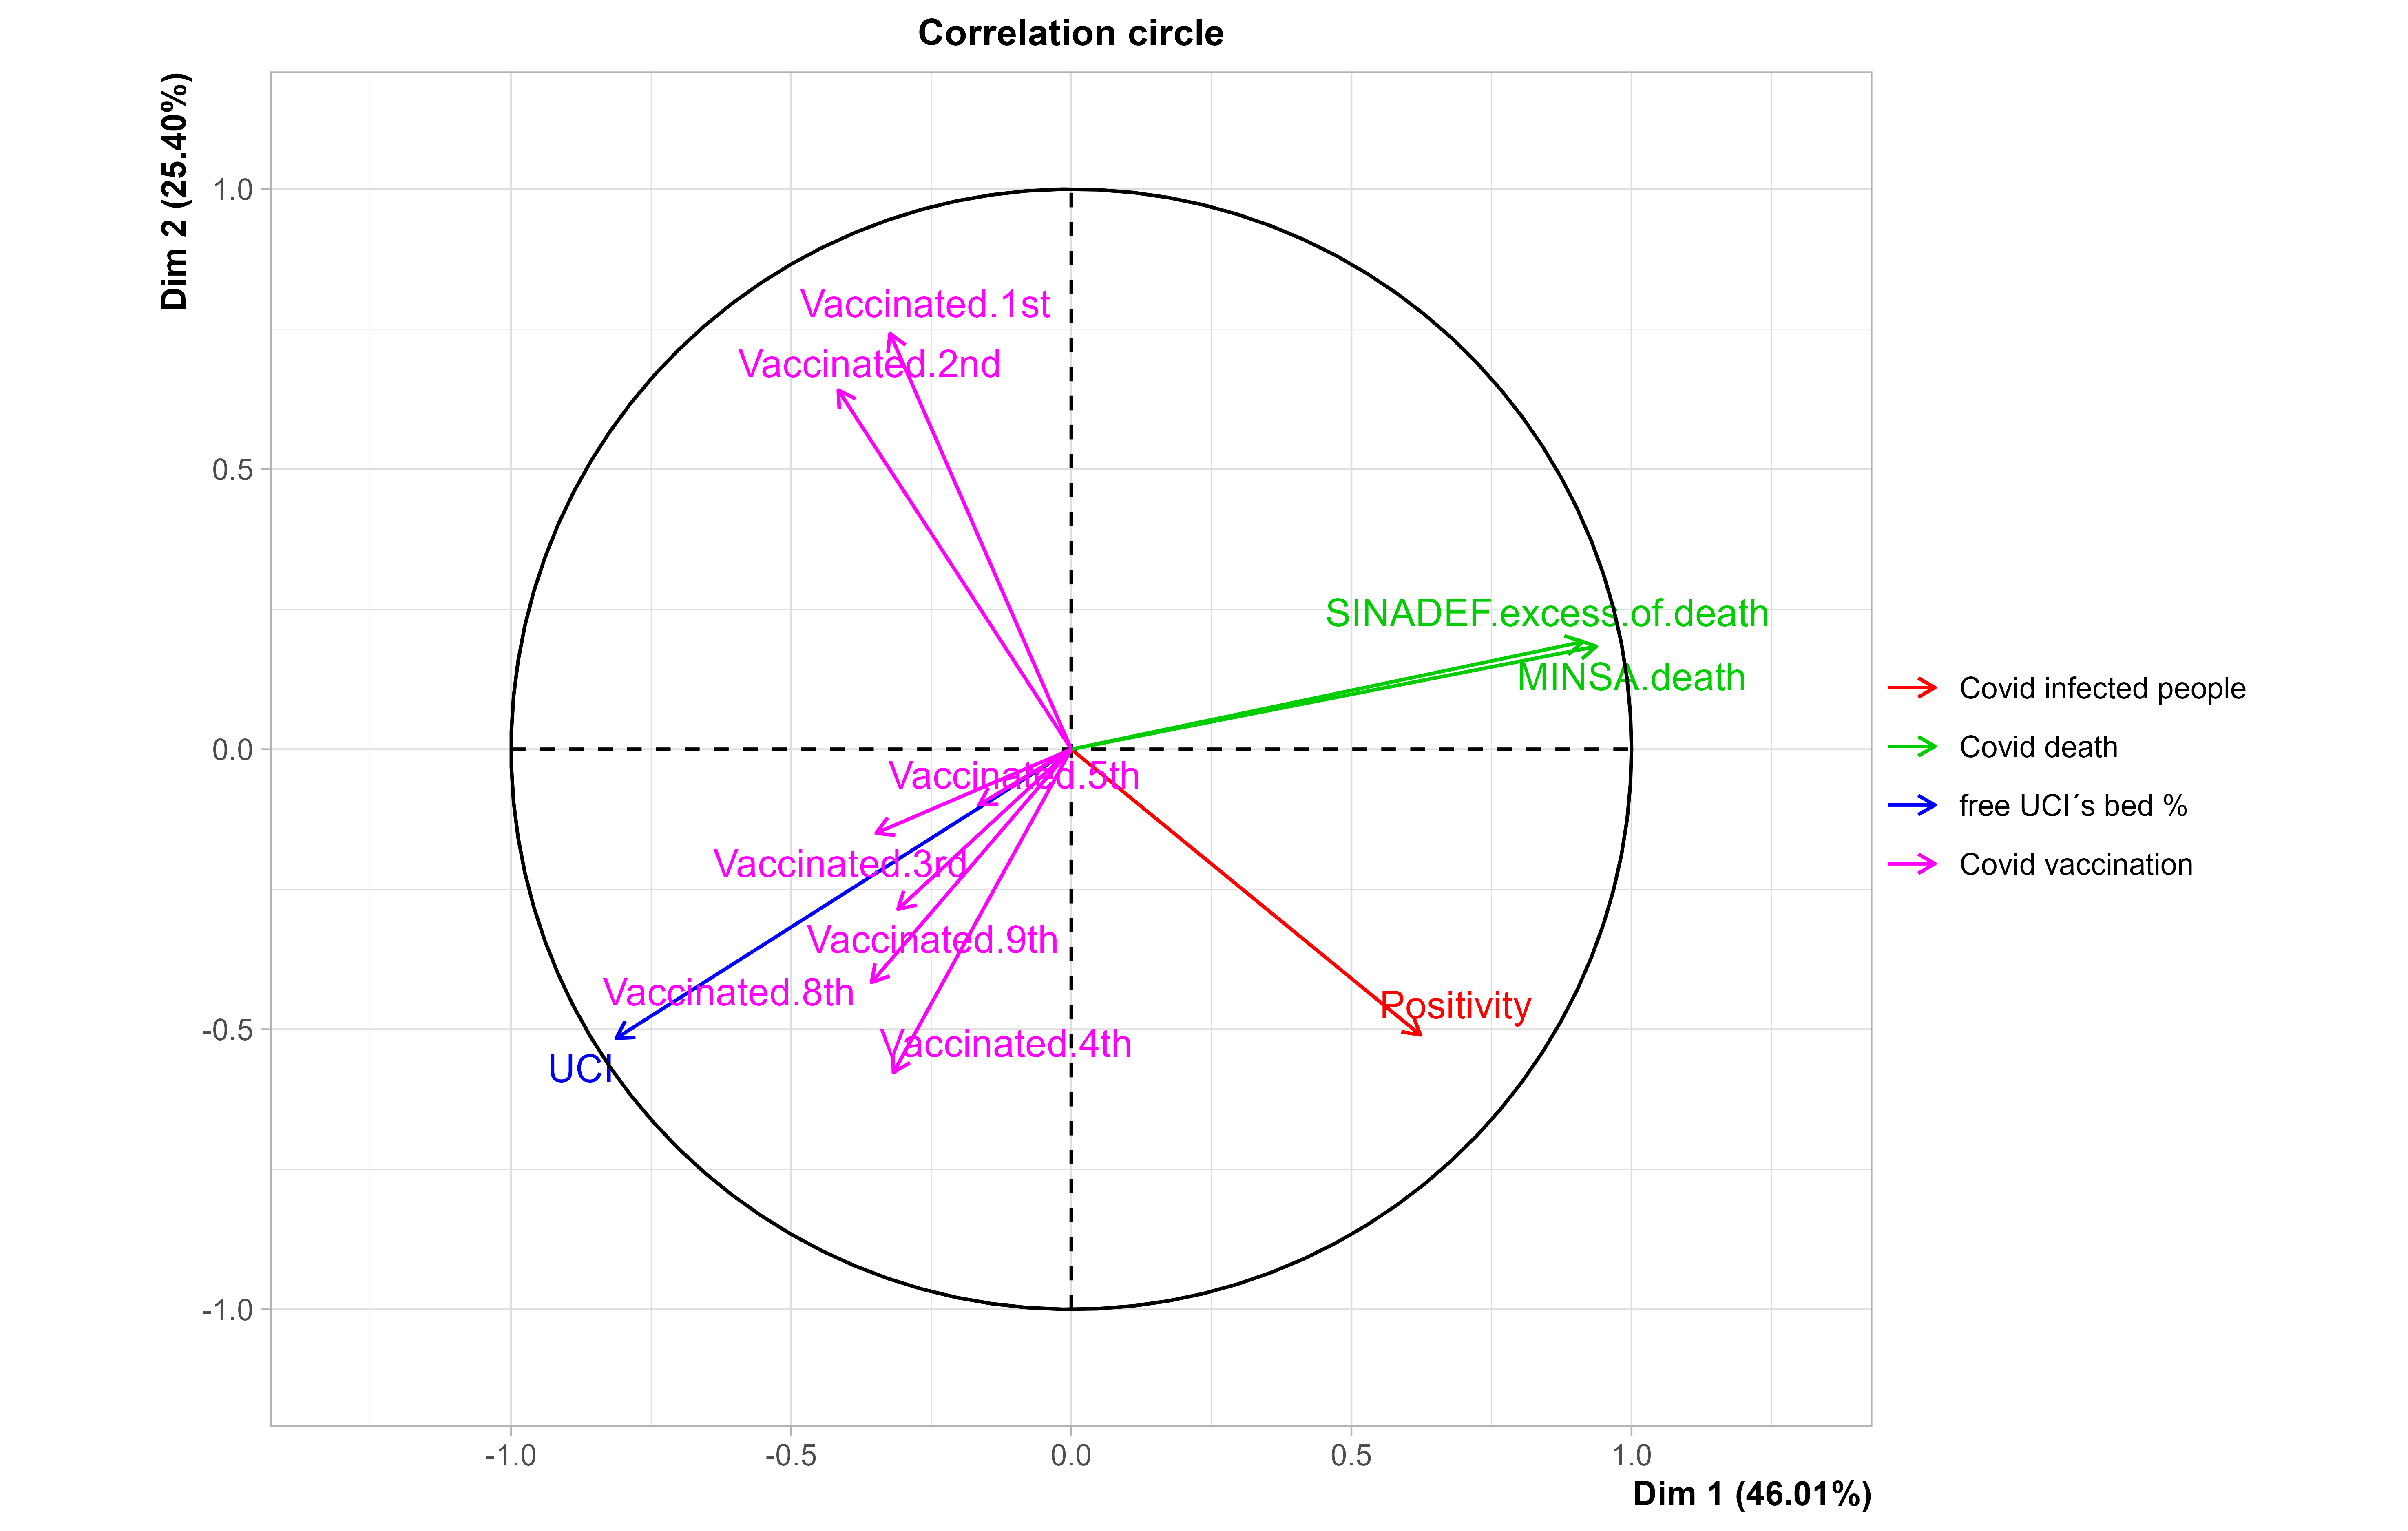 Correlation circle
Dim 2 (25.40%)
1.0
0.5
0.0
-0.5
-1.0
Vaccinated.1st
Vaccinated.2nd
SINADEF.excess.of.death
MINSA.death
Vaccinated.5th
Vaccinated.3rd
Vaccinated.9th
Vaccinated.8th
Positivity
Vaccinated.4th
UCI
-1.0
-0.5
0.0
0.5
1.0
Dim 1 (46.01%)
Covid infected people
Covid death
free UCI´s bed %
Covid vaccination